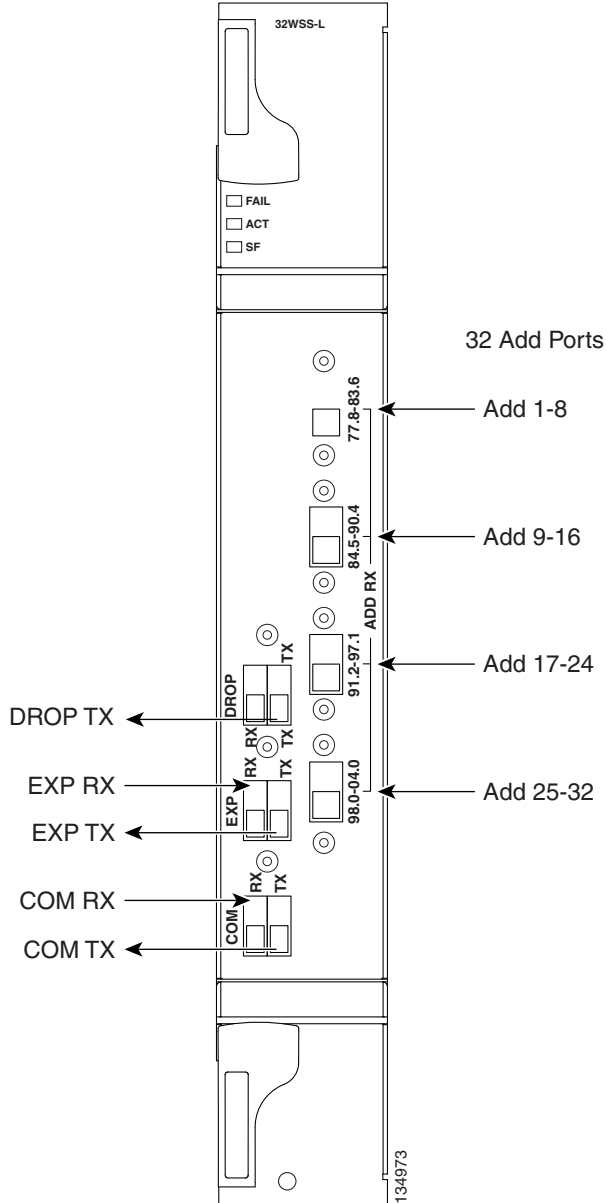 32WSS-L
FAIL
ACT
SF
32 Add Ports
77.8-83.6
Add 1-8
84.5-90.4
Add 9-16
ADD RX
91.2-97.1
Add 17-24
98.0-04.0
Add 25-32
DROP
TX
RX
TX
DROP TX
RX
TX
EXP
EXP RX
EXP TX
RX
TX
COM
COM RX
COM TX
134973